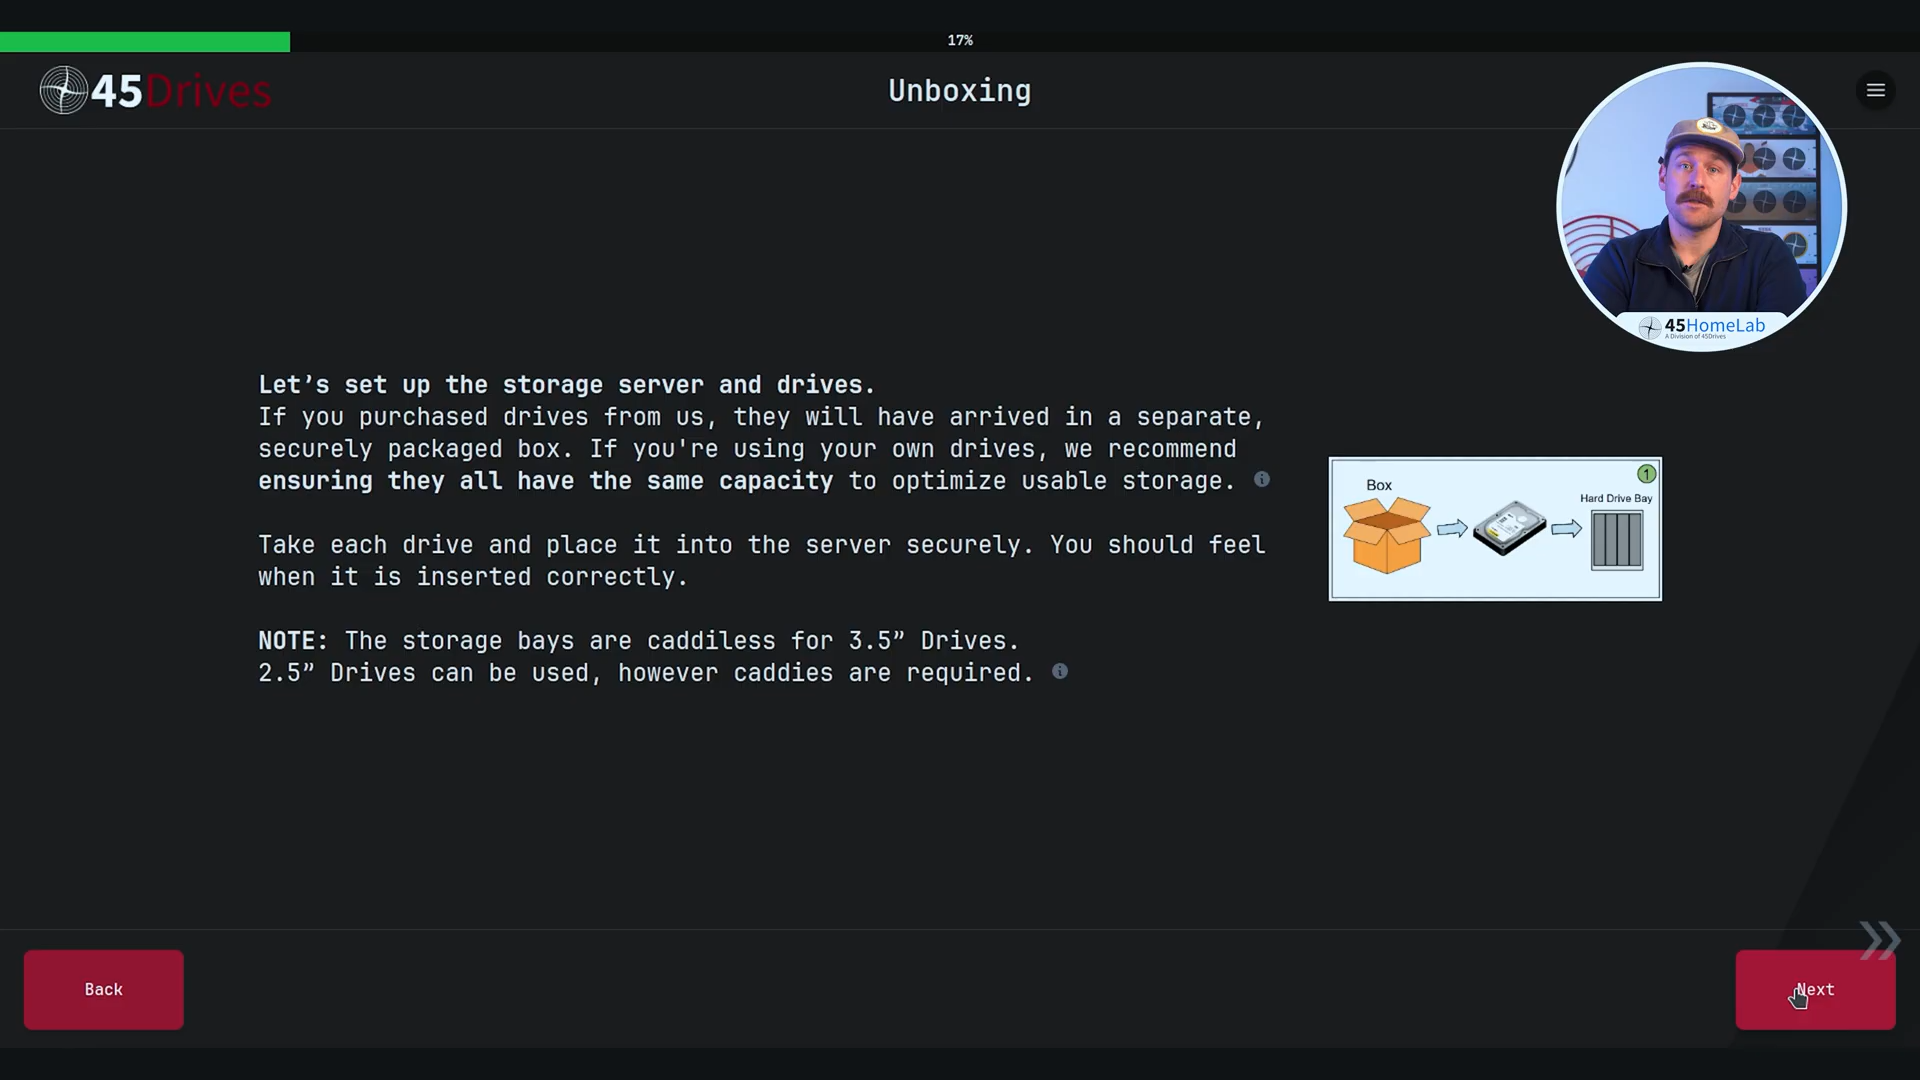 17%
45Drives
Unboxing
45HomeLab
A Division of 45Drives
Let’s set up the storage server and drives.
If you purchased drives from us, they will have arrived in a separate,
securely packaged box. If you're using your own drives, we recommend
ensuring they all have the same capacity to optimize usable storage.
Take each drive and place it into the server securely. You should feel
when it is inserted correctly.
NOTE: The storage bays are caddiless for 3.5” Drives.
2.5” Drives can be used, however caddies are required.
1
Box
Hard Drive Bay
Back
Next